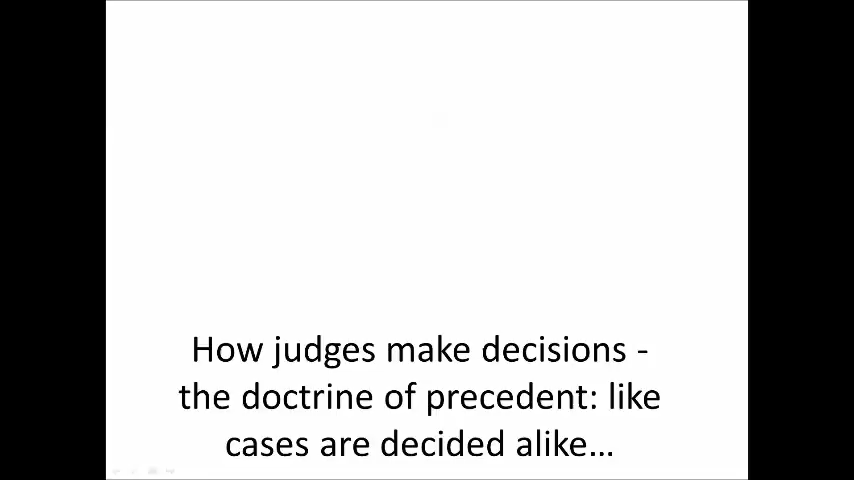 How judges make decisions -
the doctrine of precedent: like
cases are decided alike…